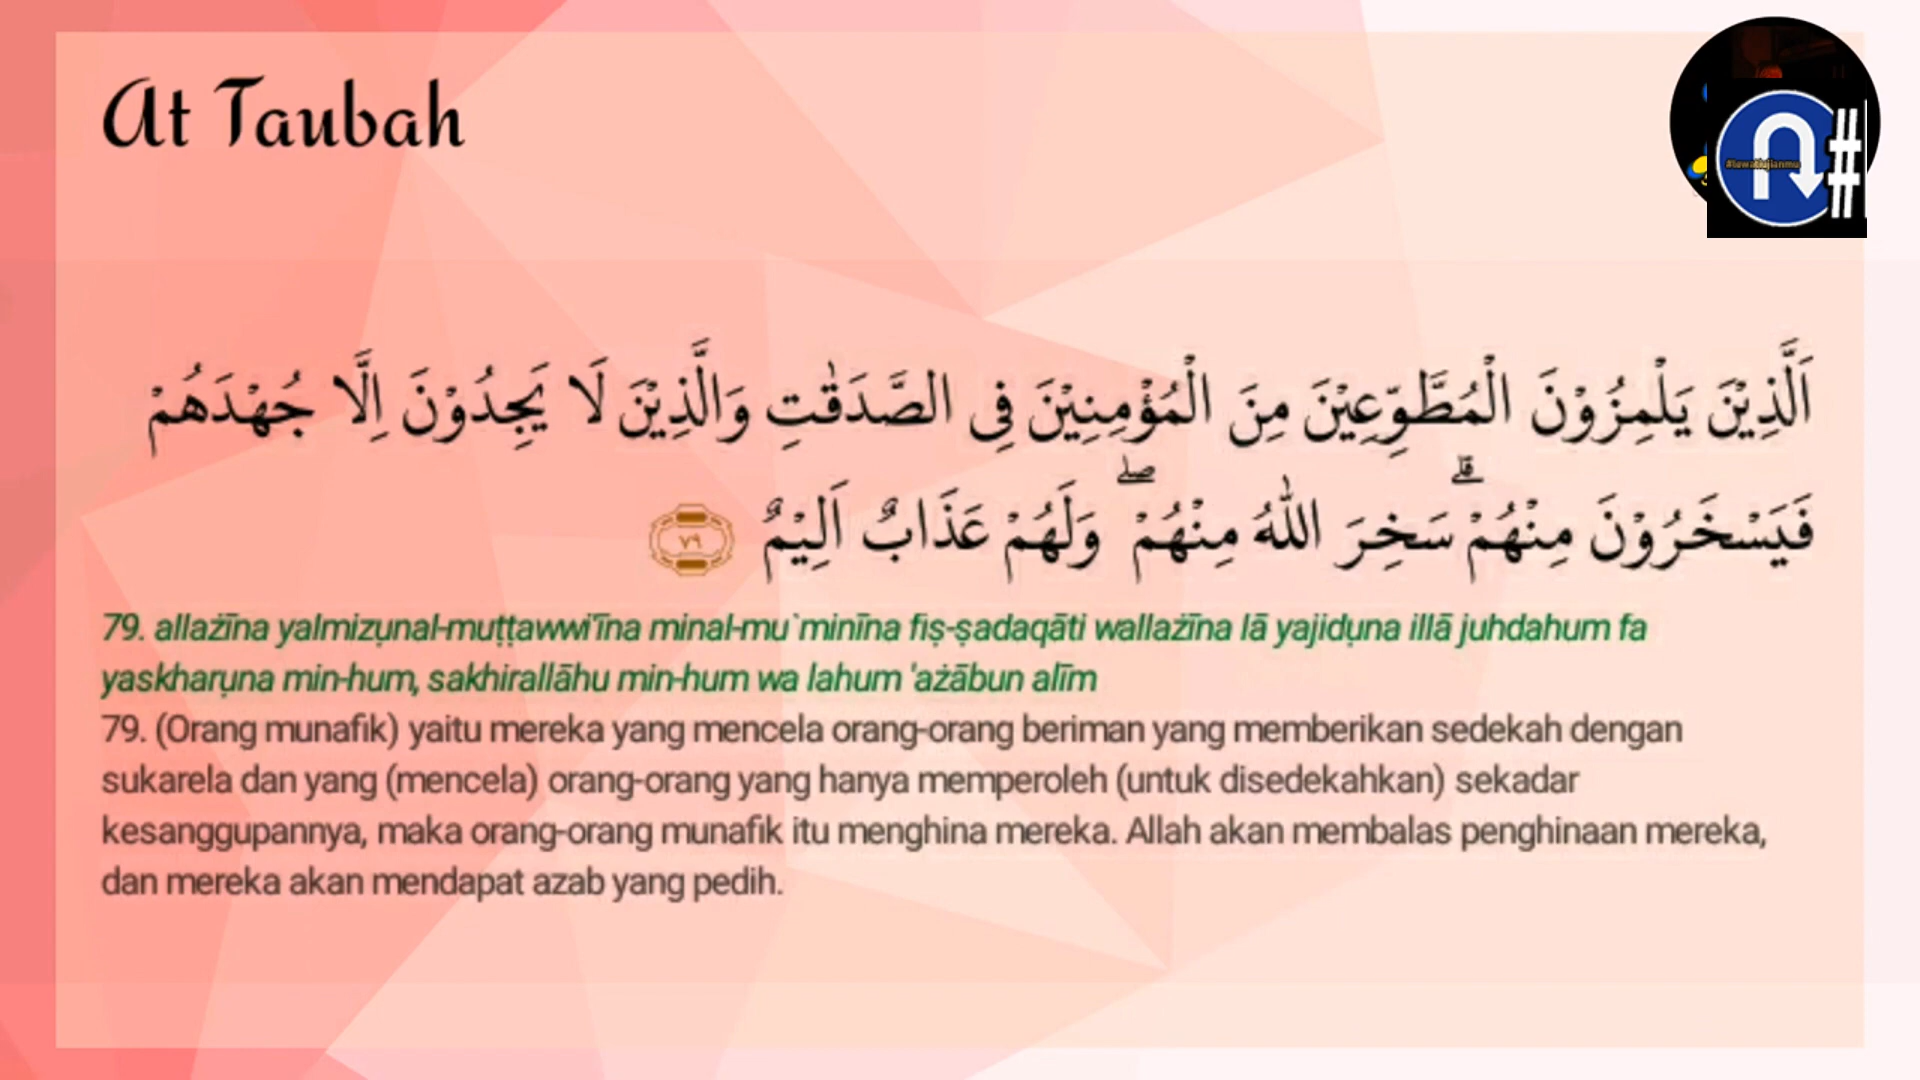 At Taubah
#lewatiujianmu
#
اَلَّذِيْنَ يَلْمِزُوْنَ الْمُطَّوِّعِيْنَ مِنَ الْمُؤْمِنِيْنَ فِى الصَّدَقٰتِ وَالَّذِيْنَ لَا يَجِدُوْنَ اِلَّا جُهْدَهُمْ
فَيَسْخَرُوْنَ مِنْهُمْ ۗ سَخِرَ اللّٰهُ مِنْهُمْ ۖ وَلَهُمْ عَذَابٌ اَلِيْمٌ ٧٩
79. allażīna yalmizụnal-muṭṭawwi'īna minal-mu`minīna fiṣ-ṣadaqāti wallażīna lā yajidụna illā juhdahum fa
yaskharụna min-hum, sakhirallāhu min-hum wa lahum 'ażābun alīm
79. (Orang munafik) yaitu mereka yang mencela orang-orang beriman yang memberikan sedekah dengan
sukarela dan yang (mencela) orang-orang yang hanya memperoleh (untuk disedekahkan) sekadar
kesanggupannya, maka orang-orang munafik itu menghina mereka. Allah akan membalas penghinaan mereka,
dan mereka akan mendapat azab yang pedih.